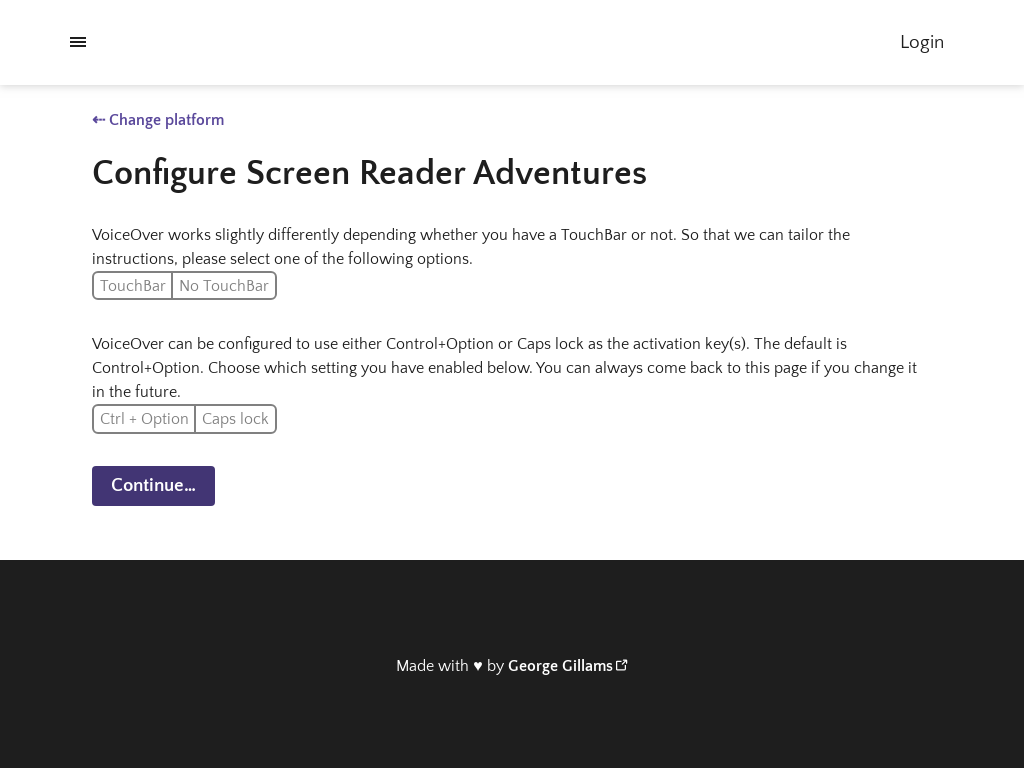 Login
⇠ Change platform
Configure Screen Reader Adventures
VoiceOver works slightly differently depending whether you have a TouchBar or not. So that we can tailor the
instructions, please select one of the following options.
TouchBar No TouchBar
VoiceOver can be configured to use either Control+Option or Caps lock as the activation key(s). The default is
Control+Option. Choose which setting you have enabled below. You can always come back to this page if you change it
in the future.
Ctrl + Option Caps lock
Continue…
Made with ♥ by George Gillams